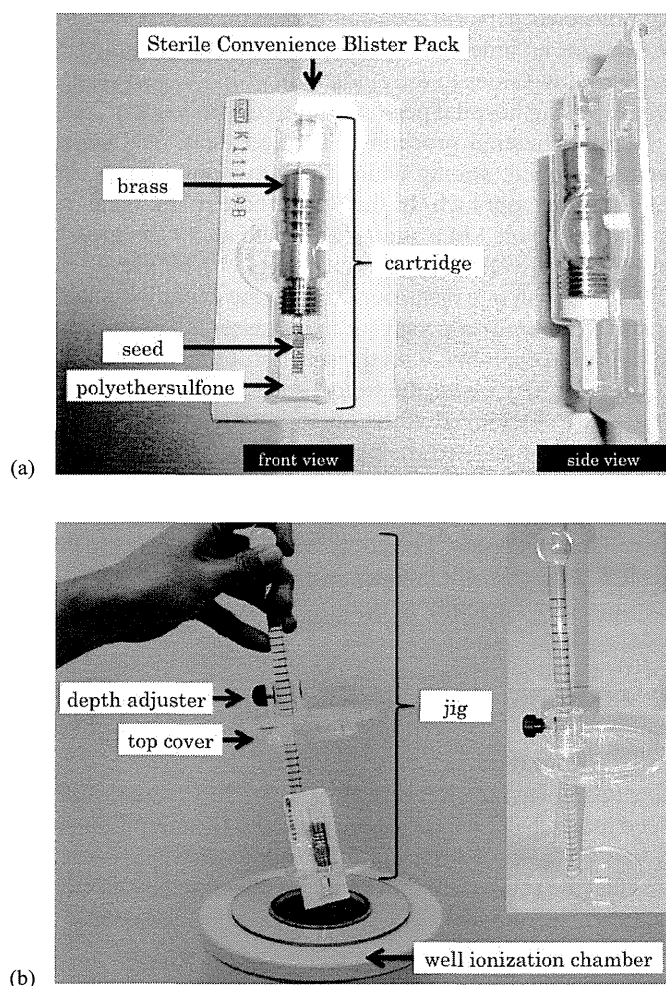 Sterile Convenience Blister Pack
K111198
brass
cartridge
seed
polyethersulfone
front view
side view
(a)
depth adjuster
jig
top cover
well ionization chamber
(b)